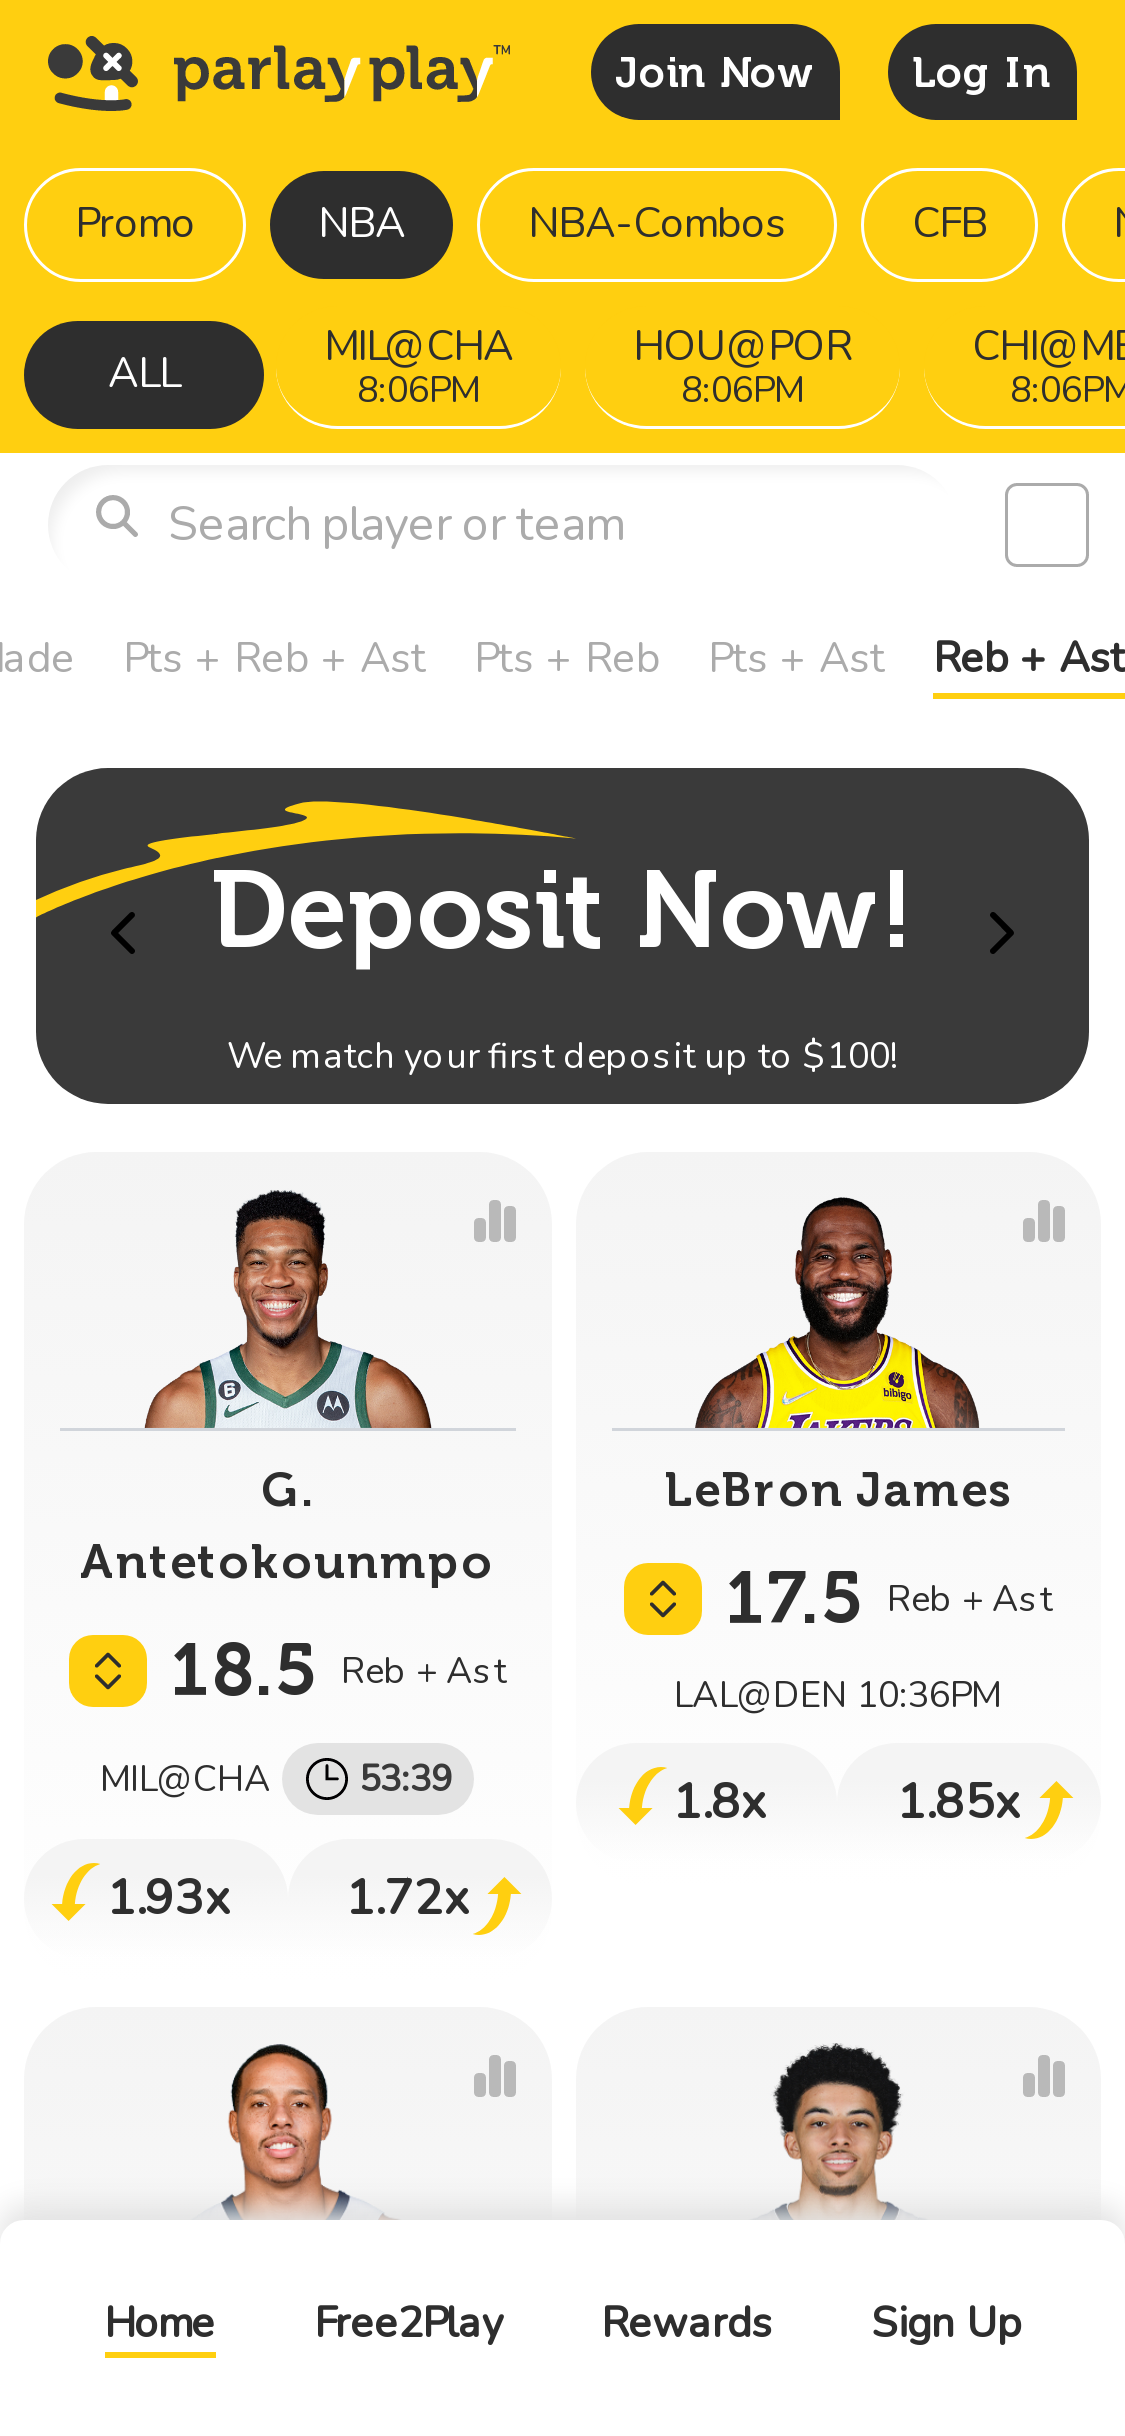 parlayplay™
Join Now
Log In
Promo
NBA
NBA-Combos
CFB
ALL
MIL@CHA
8:06PM
HOU@POR
8:06PM
CHI@ME
8:06PM
Search player or team
Pts + Reb + Ast
Pts + Reb
Pts + Ast
Reb + Ast
Deposit Now!
We match your first deposit up to $100!
6
bibigo
LAKERS
G.
Antetokounmpo
18.5 Reb + Ast
MIL@CHA 53:39
1.93x
1.72x
LeBron James
17.5 Reb + Ast
LAL@DEN 10:36PM
1.8x
1.85x
Home
Free2Play
Rewards
Sign Up